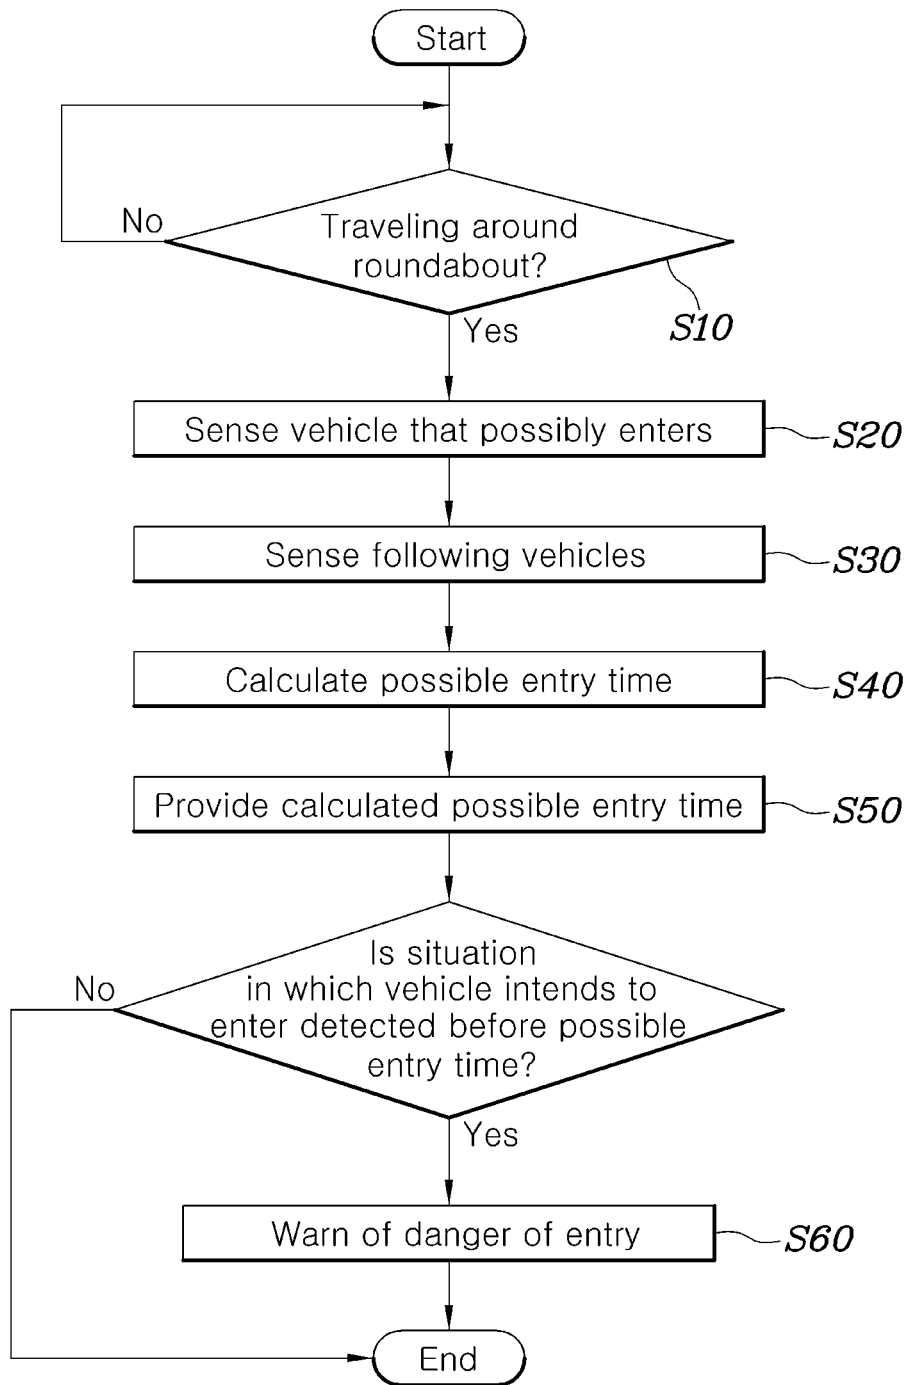 Start
No
Traveling around
roundabout?
S10
Yes
Sense vehicle that possibly enters
S20
Sense following vehicles
S30
Calculate possible entry time
S40
Provide calculated possible entry time
S50
Is situation
No
in which vehicle intends to
enter detected before possible
entry time?
Yes
Warn of danger of entry
S60
End